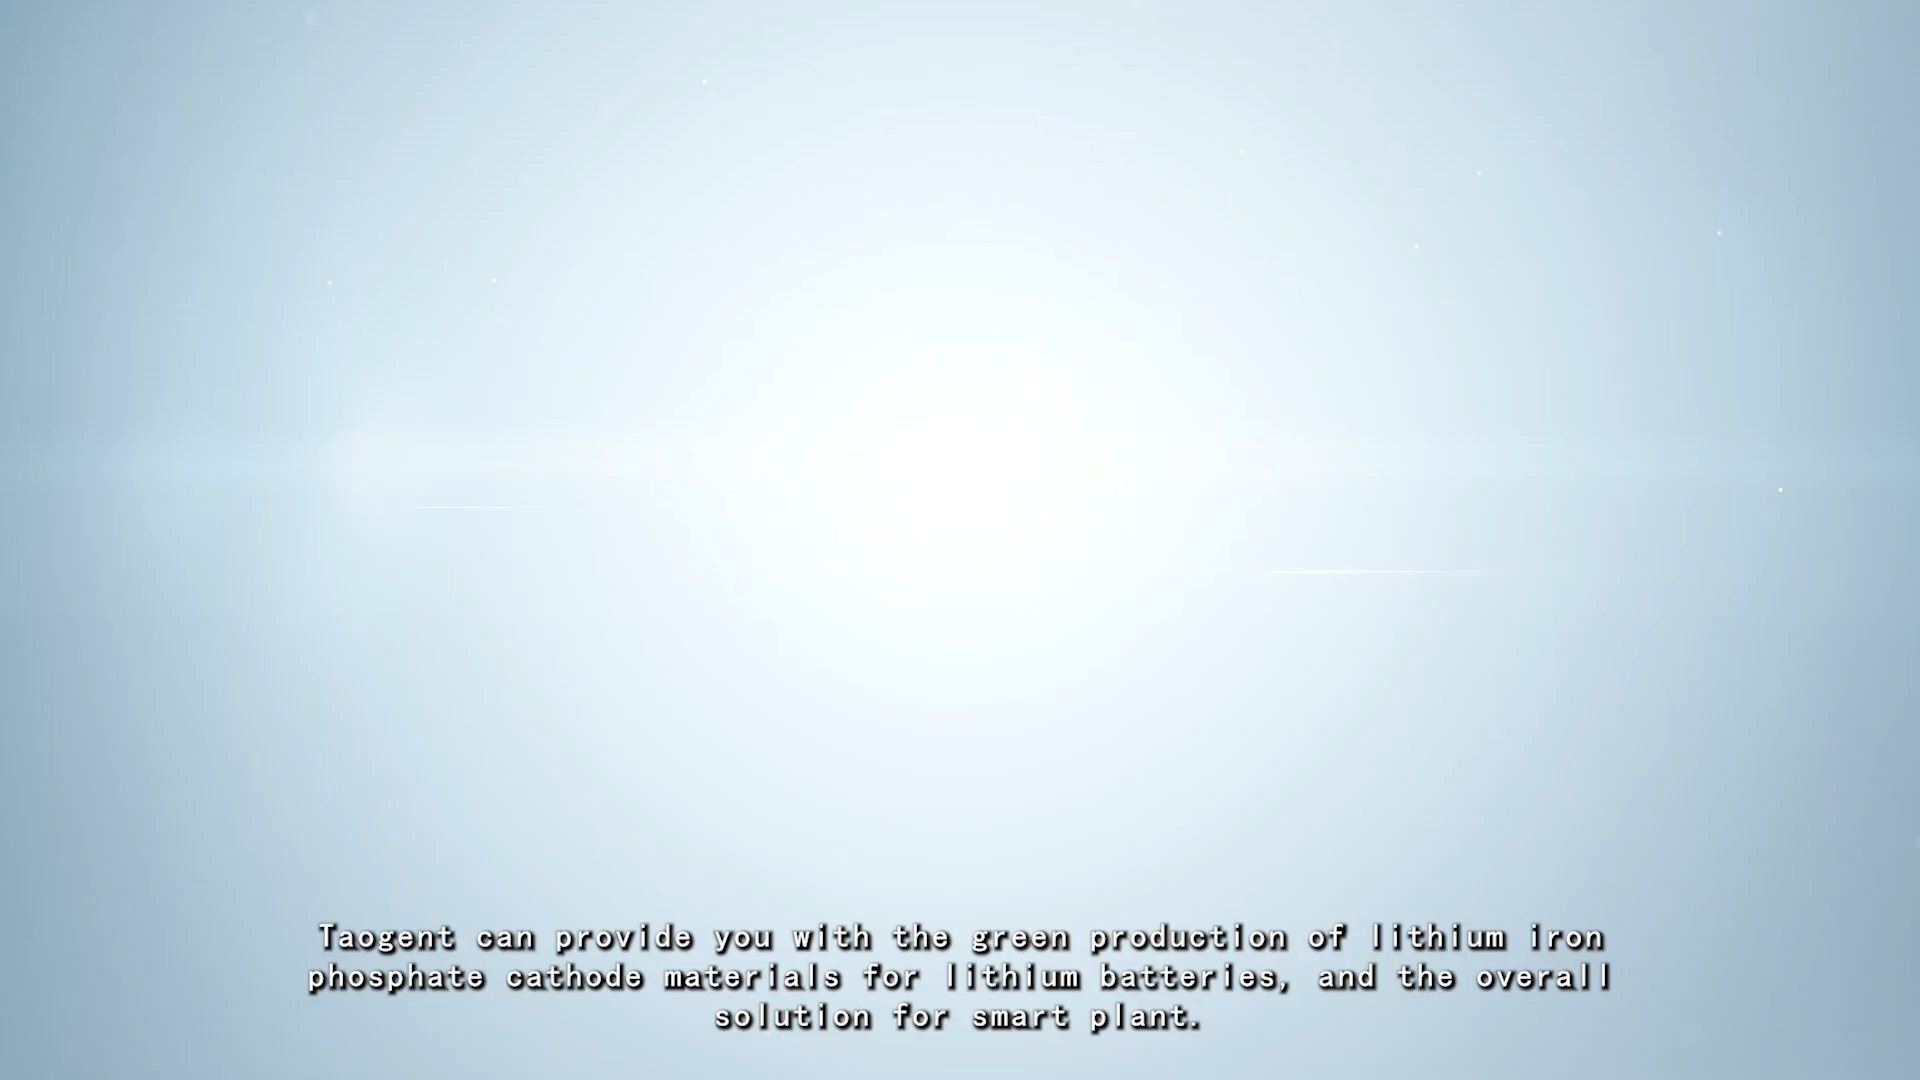 Taogent can provide you with the green production of lithium iron
phosphate cathode materials for lithium batteries, and the overall
solution for smart plant.